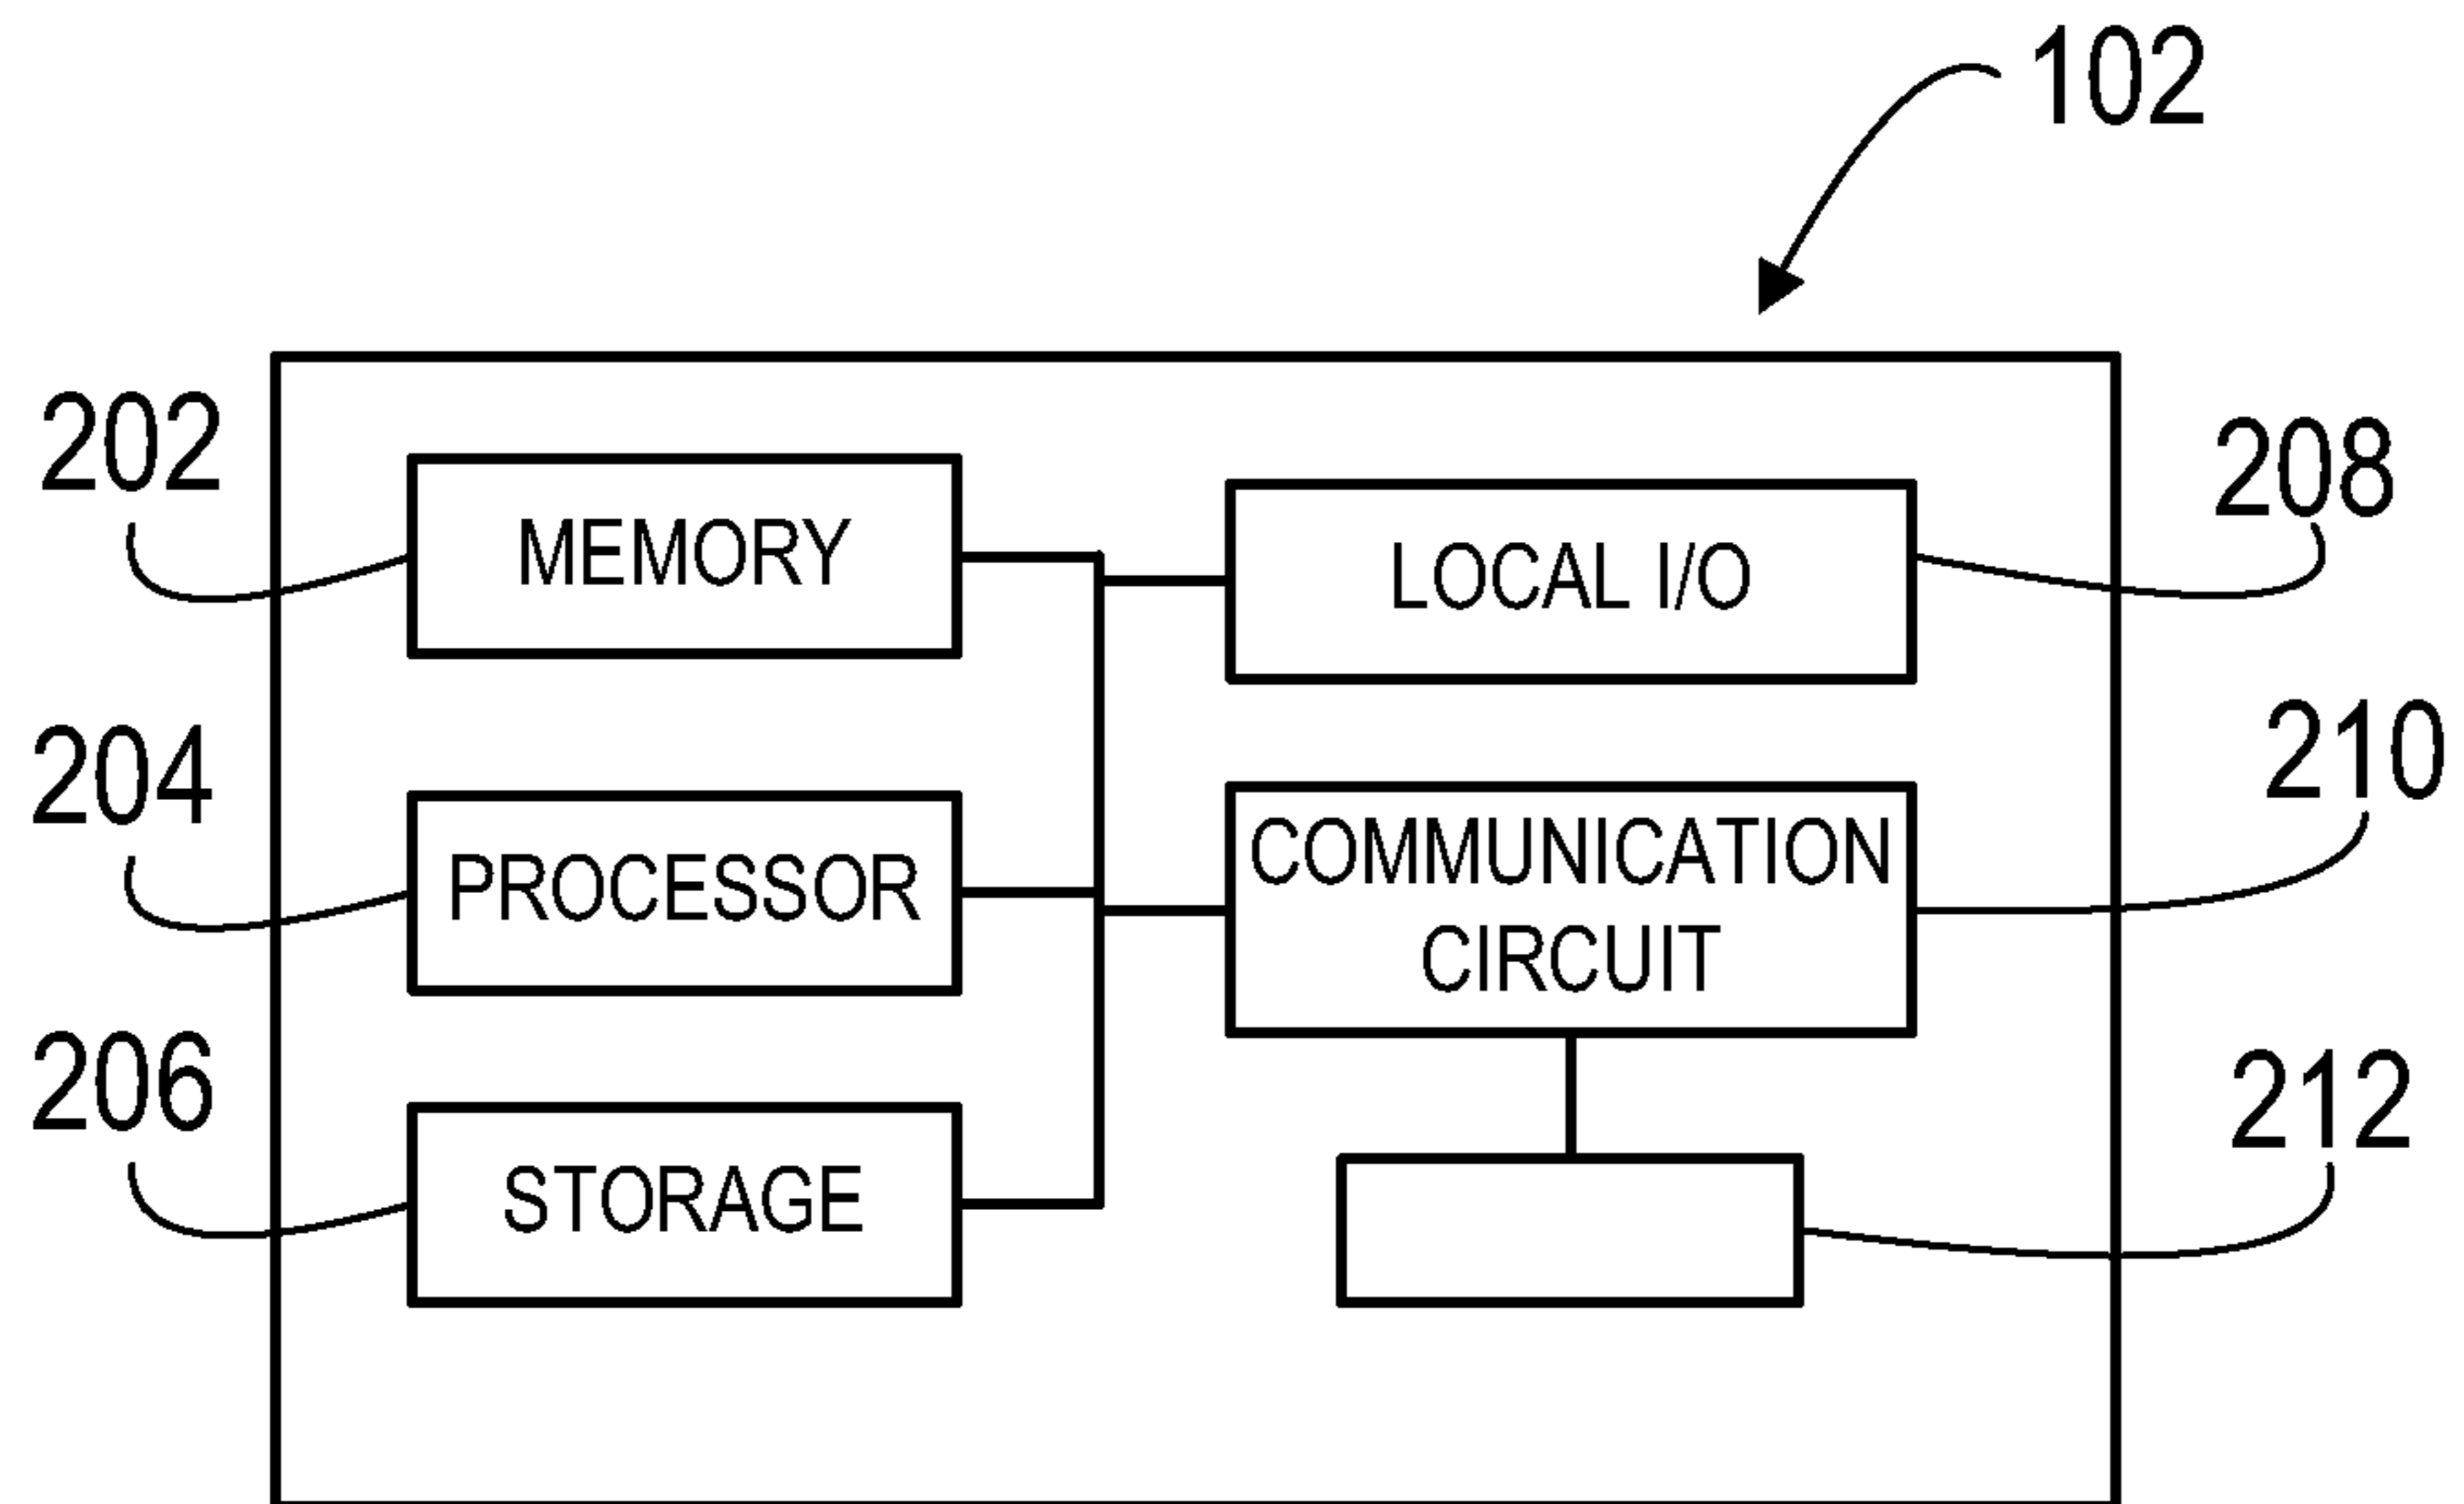 102
202
MEMORY
LOCAL I/O
208
204
PROCESSOR
COMMUNICATION
CIRCUIT
210
206
STORAGE
212